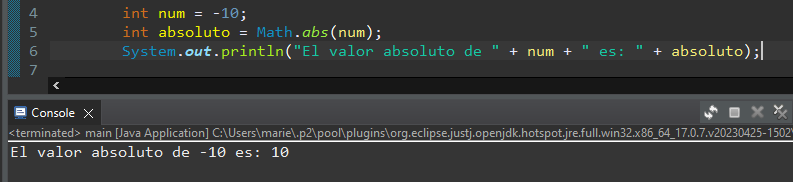 4 int num = -10;
5 int absoluto = Math.abs(num);
6 System.out.println("El valor absoluto de " + num + " es: " + absoluto);
7
Console
<terminated> main [Java Application] C:\Users\marie\.p2\pool\plugins\org.eclipse.justj.openjdk.hotspot.jre.full.win32.x86_64_17.0.7.v20230425-1502\
El valor absoluto de -10 es: 10